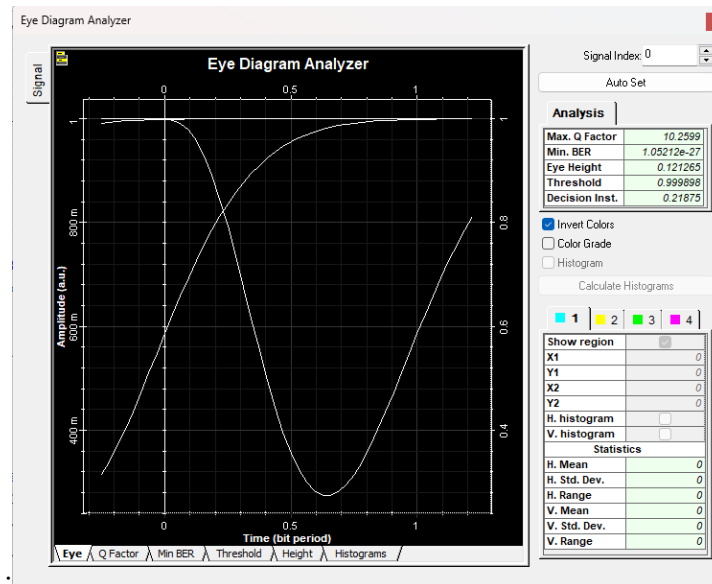 Eye Diagram Analyzer
Signal Index: 0
Auto Set
Signal
Eye Diagram Analyzer
0 0.5 1
1
800 m
600 m
400 m
Amplitude (a.u.)
1
0.8
0.6
0.4
0 0.5 1
Time (bit period)
Eye Q Factor Min BER Threshold Height Histograms
Analysis
Max. Q Factor 10.2599
Min. BER 1.05212e-27
Eye Height 0.121265
Threshold 0.999898
Decision Inst. 0.21875
Invert Colors
Color Grade
Histogram
Calculate Histograms
1 2 3 4
Show region
X1 0
Y1 0
X2 0
Y2 0
H. histogram
V. histogram
Statistics
H. Mean 0
H. Std. Dev. 0
H. Range 0
V. Mean 0
V. Std. Dev. 0
V. Range 0